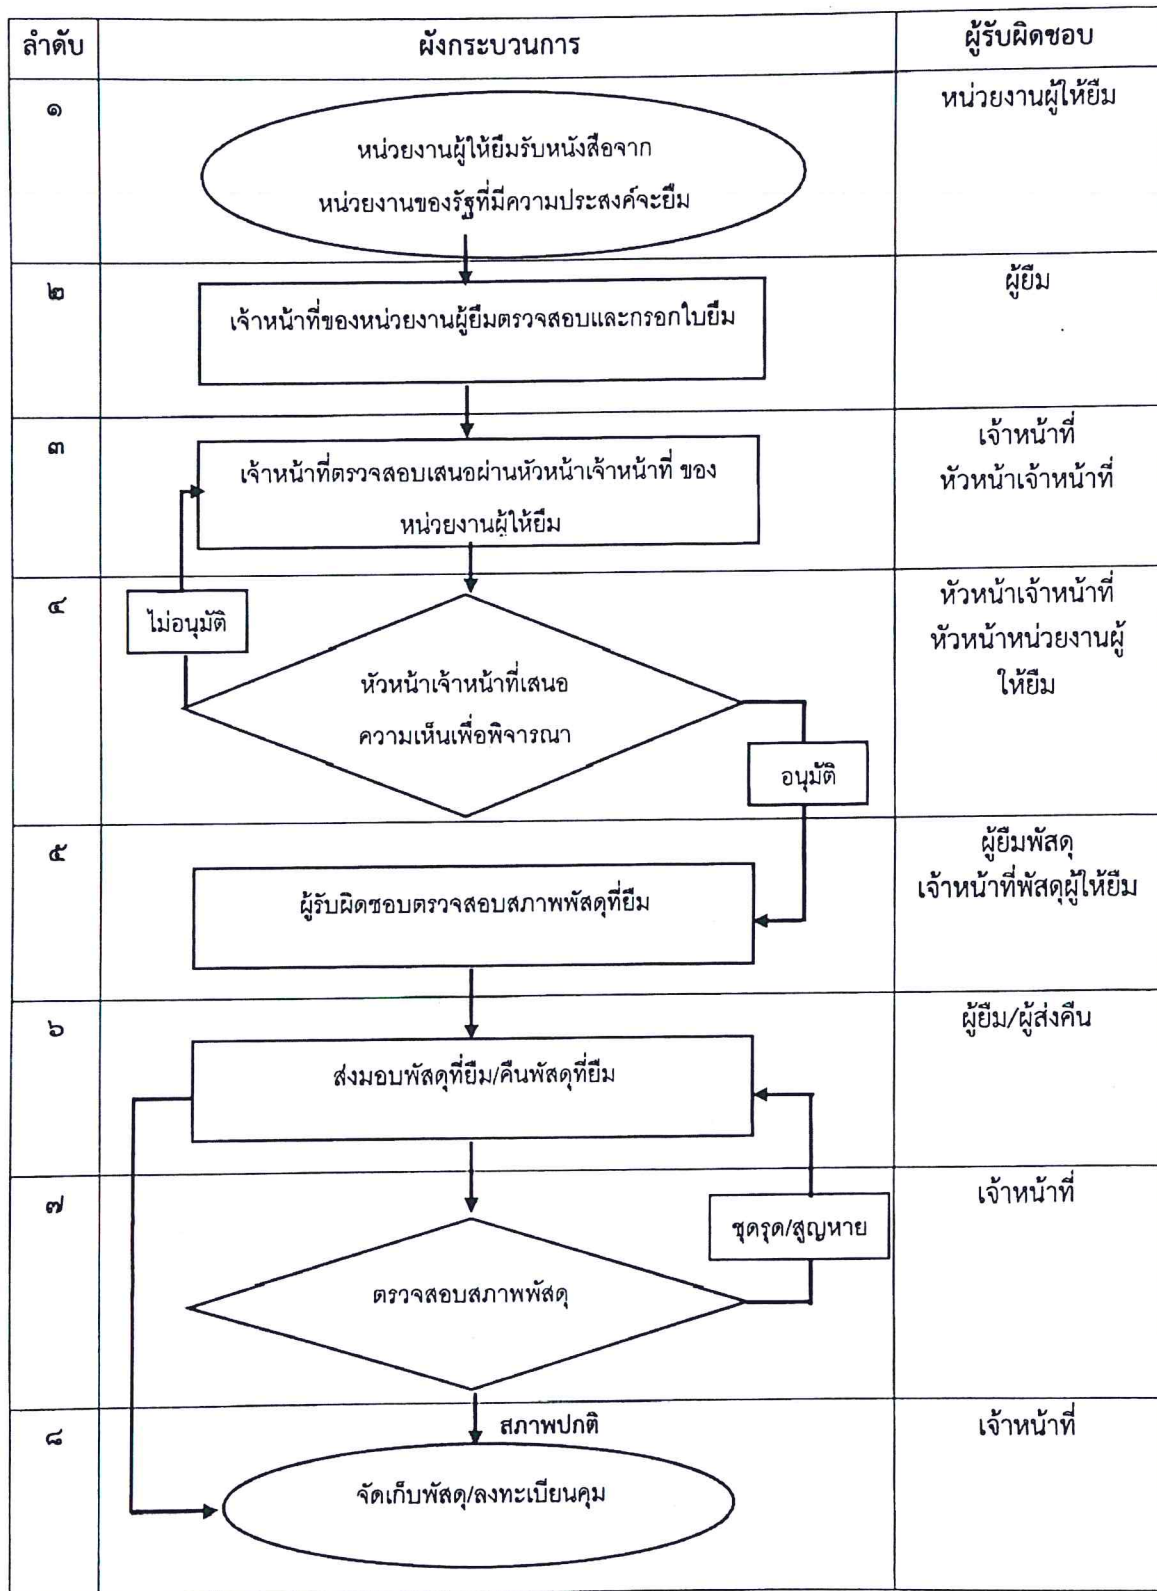 ลำดับ ผังกระบวนการ ผู้รับผิดชอบ
๑
หน่วยงานผู้ให้ยืมรับหนังสือจาก
หน่วยงานของรัฐที่มีความประสงค์จะยืม
หน่วยงานผู้ให้ยืม
๒
เจ้าหน้าที่ของหน่วยงานผู้ยืมตรวจสอบและกรอกใบยืม
ผู้ยืม
๓
เจ้าหน้าที่ตรวจสอบเสนอผ่านหัวหน้าเจ้าหน้าที่ ของ
หน่วยงานผู้ให้ยืม
เจ้าหน้าที่
หัวหน้าเจ้าหน้าที่
๔
ไม่อนุมัติ
หัวหน้าเจ้าหน้าที่เสนอ
ความเห็นเพื่อพิจารณา
อนุมัติ
หัวหน้าเจ้าหน้าที่
หัวหน้าหน่วยงานผู้
ให้ยืม
๕
ผู้รับผิดชอบตรวจสอบสภาพพัสดุที่ยืม
ผู้ยืมพัสดุ
เจ้าหน้าที่พัสดุผู้ให้ยืม
๖
ส่งมอบพัสดุที่ยืม/คืนพัสดุที่ยืม
ผู้ยืม/ผู้ส่งคืน
๗
ตรวจสอบสภาพพัสดุ
ชุดรุด/สูญหาย
เจ้าหน้าที่
๘
สภาพปกติ
จัดเก็บพัสดุ/ลงทะเบียนคุม
เจ้าหน้าที่